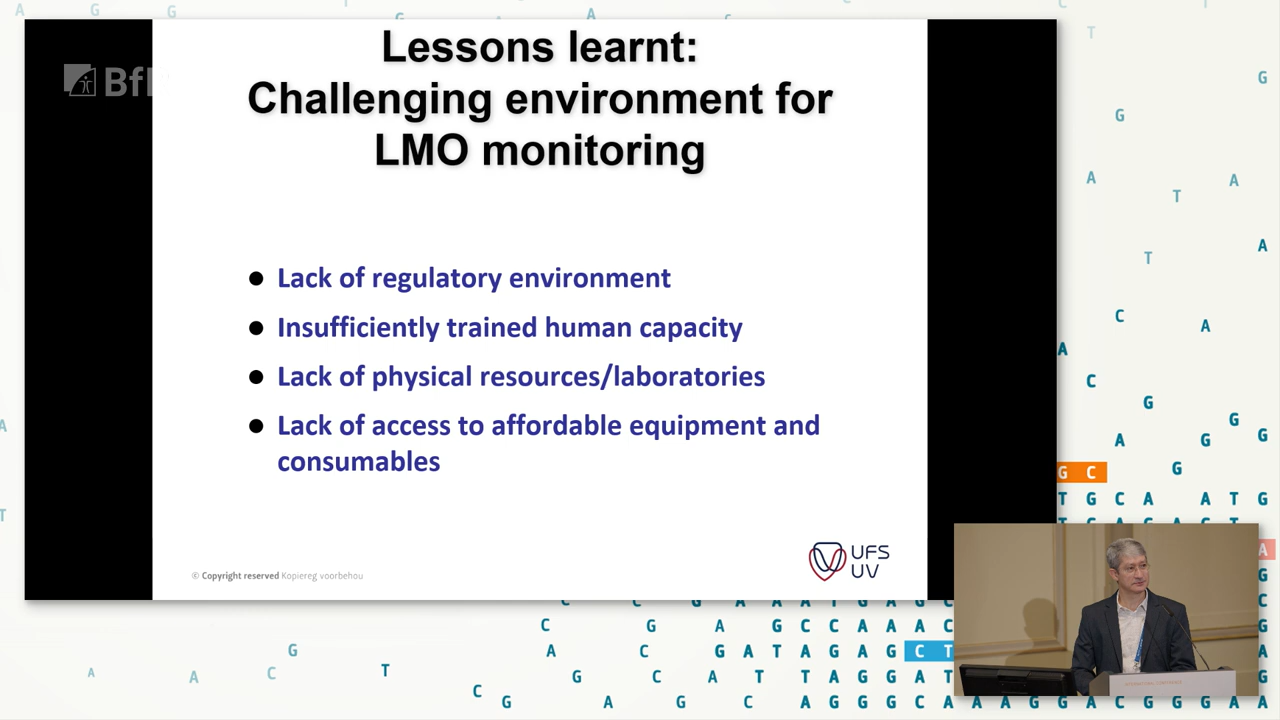 BfR
Lessons learnt:
Challenging environment for
LMO monitoring
● Lack of regulatory environment
● Insufficiently trained human capacity
● Lack of physical resources/laboratories
● Lack of access to affordable equipment and
consumables
© Copyright reserved Kopiereg voorbehou
UFS
UV
G C
T G C A A T G
C G A A A T G A G C
C G A G C C A A A C
A C G A T A G A G C T
G C A T T A G G A T
G G A G C A G G G C A A A G G A C G G G G A A